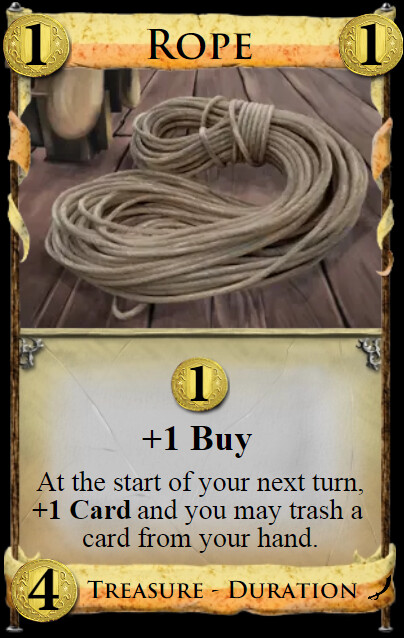 1 ROPE 1
1
+1 Buy
At the start of your next turn,
+1 Card and you may trash a
card from your hand.
4 TREASURE - DURATION